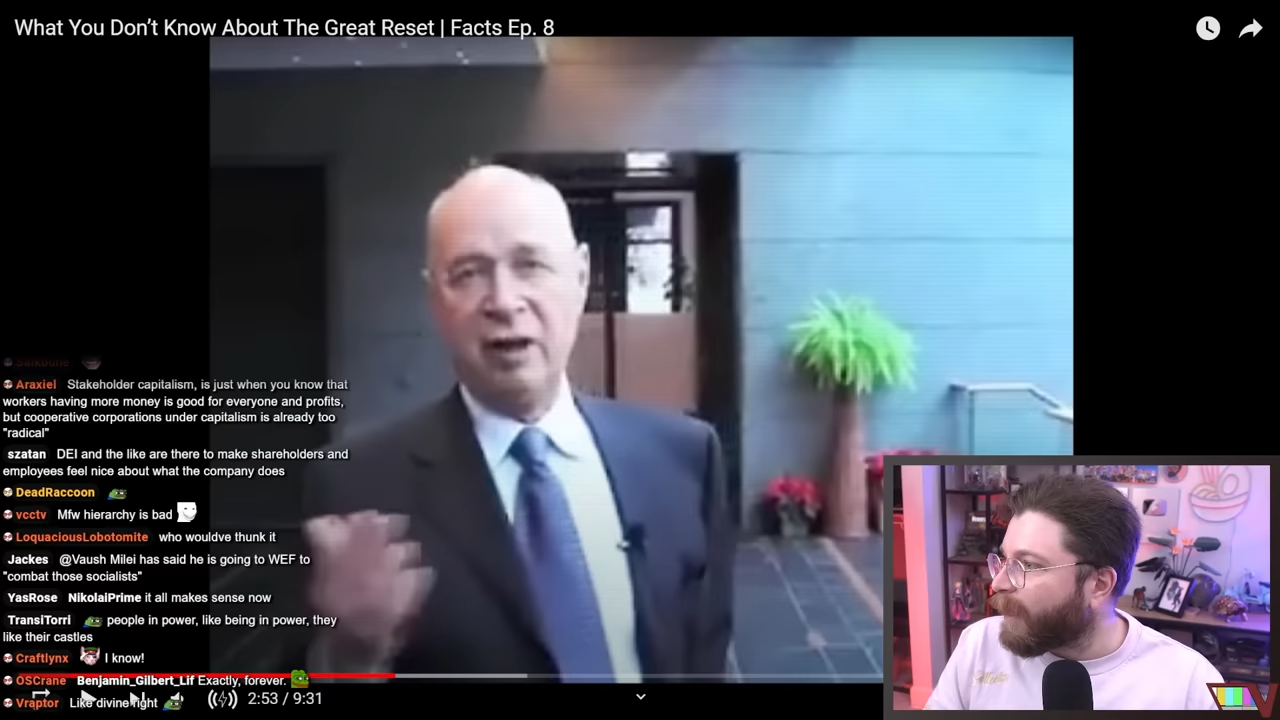 What You Don’t Know About The Great Reset | Facts Ep. 8
Saikoune
Araxiel Stakeholder capitalism, is just when you know that
workers having more money is good for everyone and profits,
but cooperative corporations under capitalism is already too
"radical"
szatan DEI and the like are there to make shareholders and
employees feel nice about what the company does
DeadRaccoon
vcctv Mfw hierarchy is bad
LoquaciousLobotomite who wouldve thunk it
Jackes @Vaush Milei has said he is going to WEF to
"combat those socialists"
YasRose NikolaiPrime it all makes sense now
TransiTorri people in power, like being in power, they
like their castles
Craftlynx I know!
OSCrane Benjamin_Gilbert_Lif Exactly, forever.
Vraptor Like divine right
2:53 / 9:31